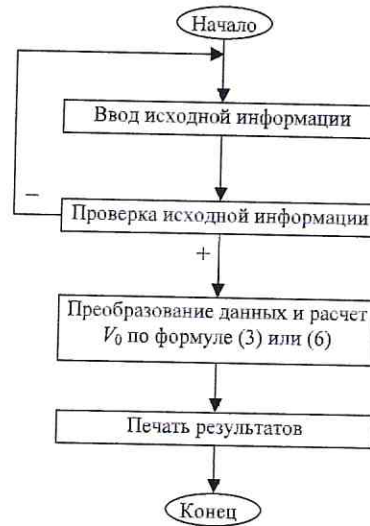 Начало
Ввод исходной информации
–
Проверка исходной информации
+
Преобразование данных и расчет
V₀ по формуле (3) или (6)
Печать результатов
Конец